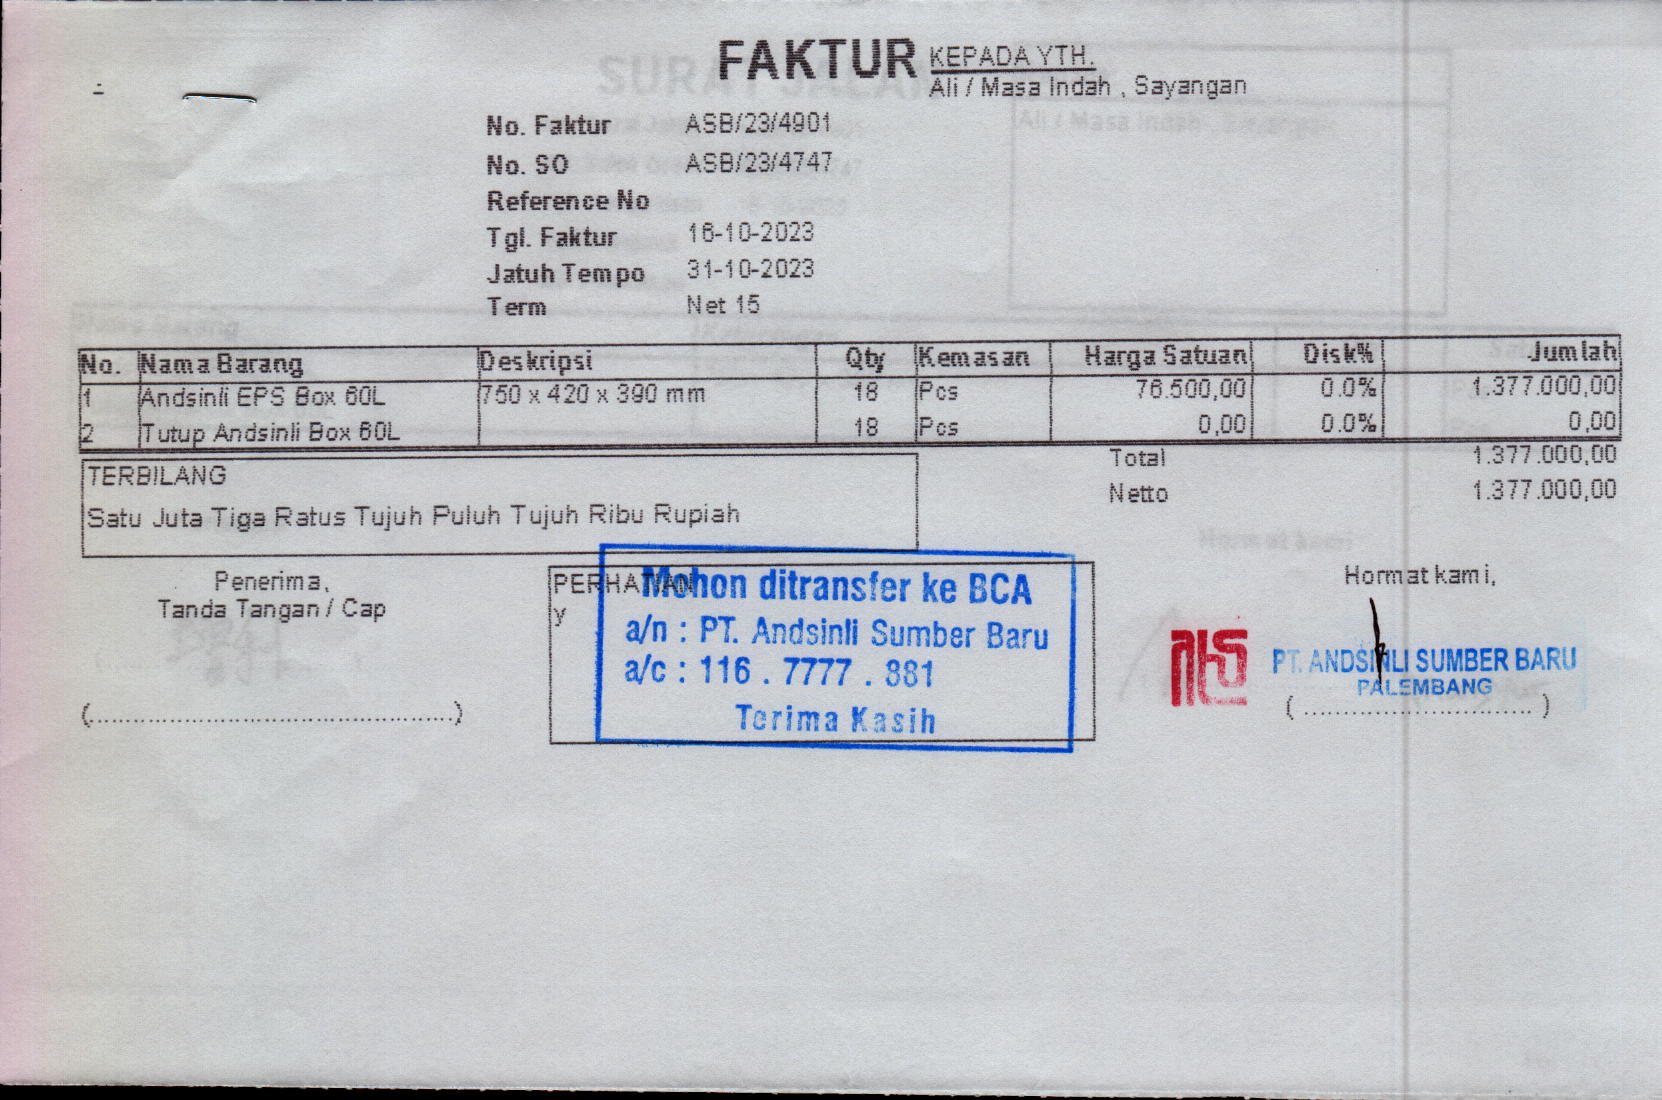 FAKTUR
KEPADA YTH.
Ali / Masa Indah , Sayangan
No. Faktur ASB/23/4901
No. SO ASB/23/4747
Reference No
Tgl. Faktur 16-10-2023
Jatuh Tempo 31-10-2023
Term Net 15
No. Nama Barang Deskripsi Qty Kemasan Harga Satuan Disk% Jumlah
1 Andsinli EPS Box 60L 750 x 420 x 390 mm 18 Pcs 76.500,00 0.0% 1.377.000,00
2 Tutup Andsinli Box 60L 18 Pcs 0,00 0.0% 0,00
Total 1.377.000,00
Netto 1.377.000,00
TERBILANG
Satu Juta Tiga Ratus Tujuh Puluh Tujuh Ribu Rupiah
Penerima,
Tanda Tangan / Cap
(..............................................)
PERHATIAN
y
Mohon ditransfer ke BCA
a/n : PT. Andsinli Sumber Baru
a/c : 116 . 7777 . 881
Terima Kasih
Hormat kami,
PT. ANDSINLI SUMBER BARU
PALEMBANG
(.............................)